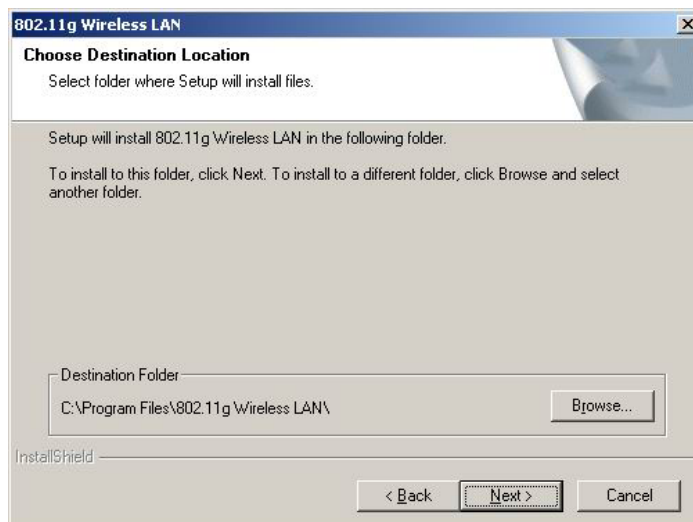 802.11g Wireless LAN
Choose Destination Location
Select folder where Setup will install files.
Setup will install 802.11g Wireless LAN in the following folder.
To install to this folder, click Next. To install to a different folder, click Browse and select
another folder.
Destination Folder
C:\Program Files\802.11g Wireless LAN\
Browse...
InstallShield
< Back
Next >
Cancel